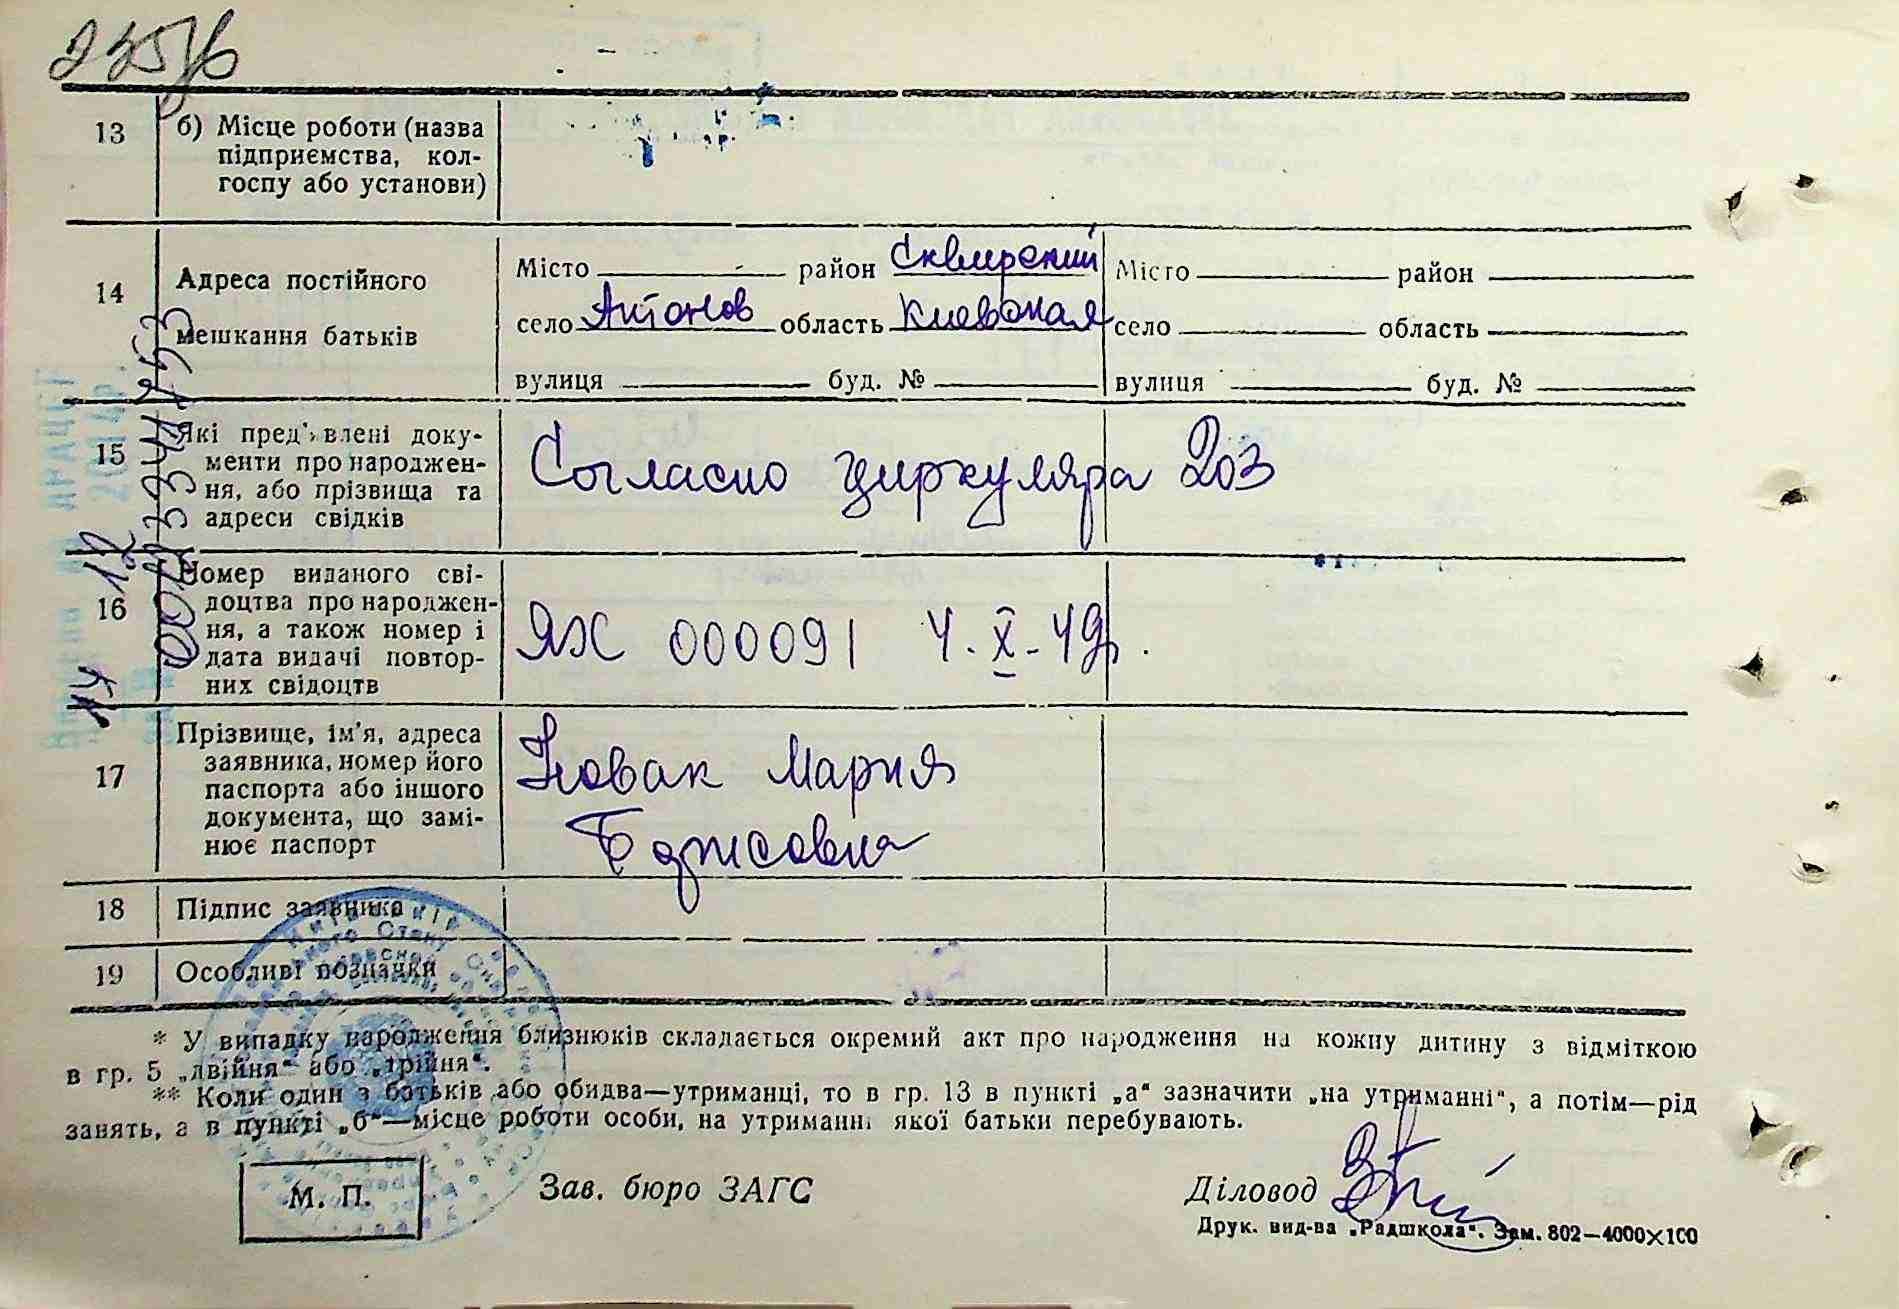 13 б) Місце роботи (назва
підприємства, кол-
госпу або установи)
14 Адреса постійного
мешкання батьків
Місто район Сквирский
село Антонов область Киевская
вулиця буд. №
Місто район
село область
вулиця буд. №
15 Які пред'явлені доку-
менти про народжен-
ня, або прізвища та
адреси свідків
Согласно циркуляра 203
16 Номер виданого сві-
доцтва про народжен-
ня, а також номер і
дата видачі повтор-
них свідоцтв
ЯХ 000091 4.X-49р.
17 Прізвище, ім'я, адреса
заявника, номер його
паспорта або іншого
документа, що замі-
нює паспорт
Новак Мария
18 Підпис заявника
19 Особливі позначки
* У випадку народження близнюків складається окремий акт про народження на кожну дитину з відміткою
в гр. 5 „двійня“ або „трійня“.
** Коли один з батьків або обидва—утриманці, то в гр. 13 в пункті „а“ зазначити „на утриманні“, а потім—рід
занять, а в пункті „б“—місце роботи особи, на утриманні якої батьки перебувають.
М. П. Зав. бюро ЗАГС Діловод
Друк. вид-ва „Радшкола“. Зам. 802—4000×100